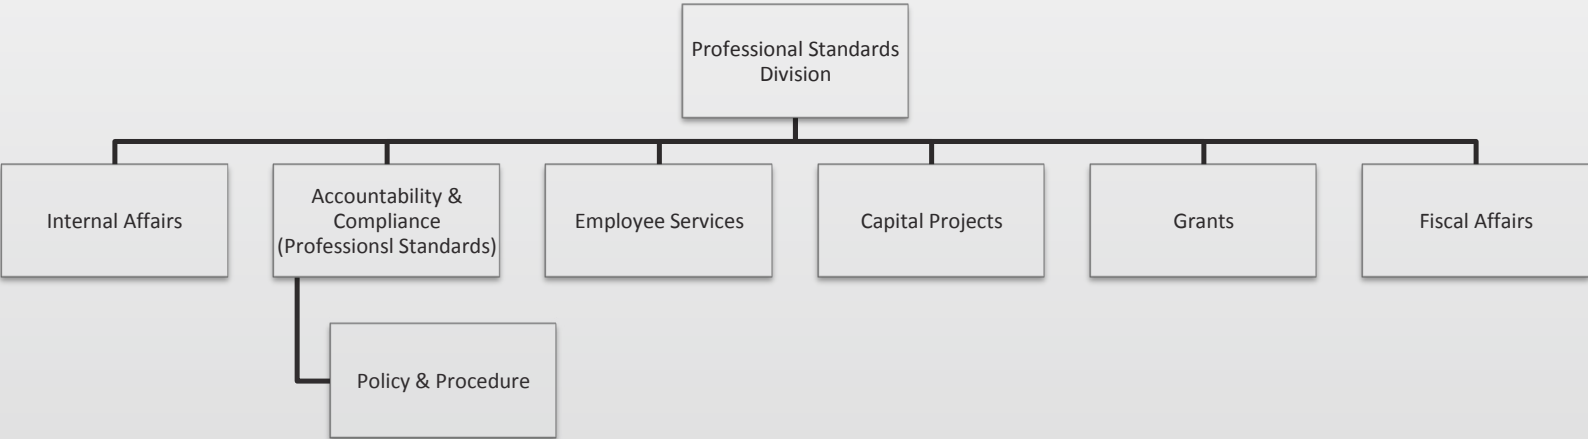 Professional Standards
Division
Internal Affairs
Accountability &
Compliance
(Professionsl Standards)
Employee Services
Capital Projects
Grants
Fiscal Affairs
Policy & Procedure